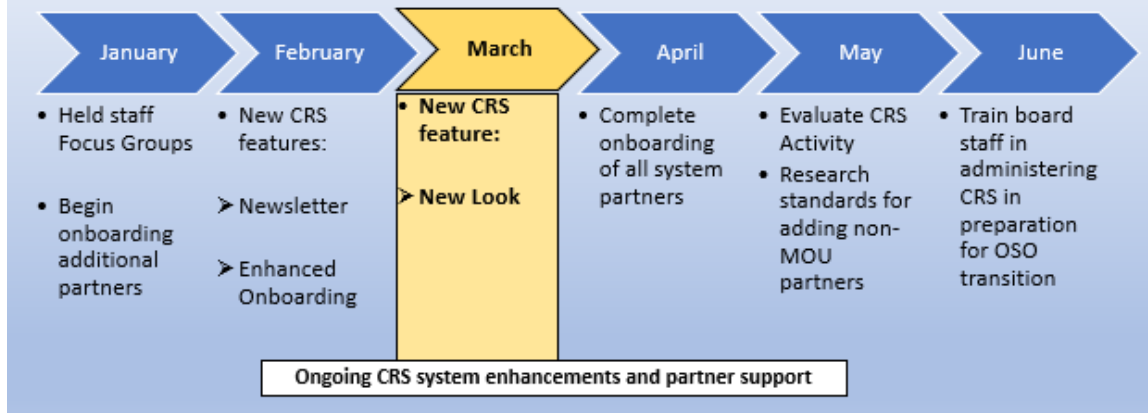 January
February
March
April
May
June
• Held staff
Focus Groups
• Begin
onboarding
additional
partners
• New CRS
features:
➢ Newsletter
➢ Enhanced
Onboarding
• New CRS
feature:
➢ New Look
• Complete
onboarding
of all system
partners
• Evaluate CRS
Activity
• Research
standards for
adding non-
MOU
partners
• Train board
staff in
administering
CRS in
preparation
for OSO
transition
Ongoing CRS system enhancements and partner support